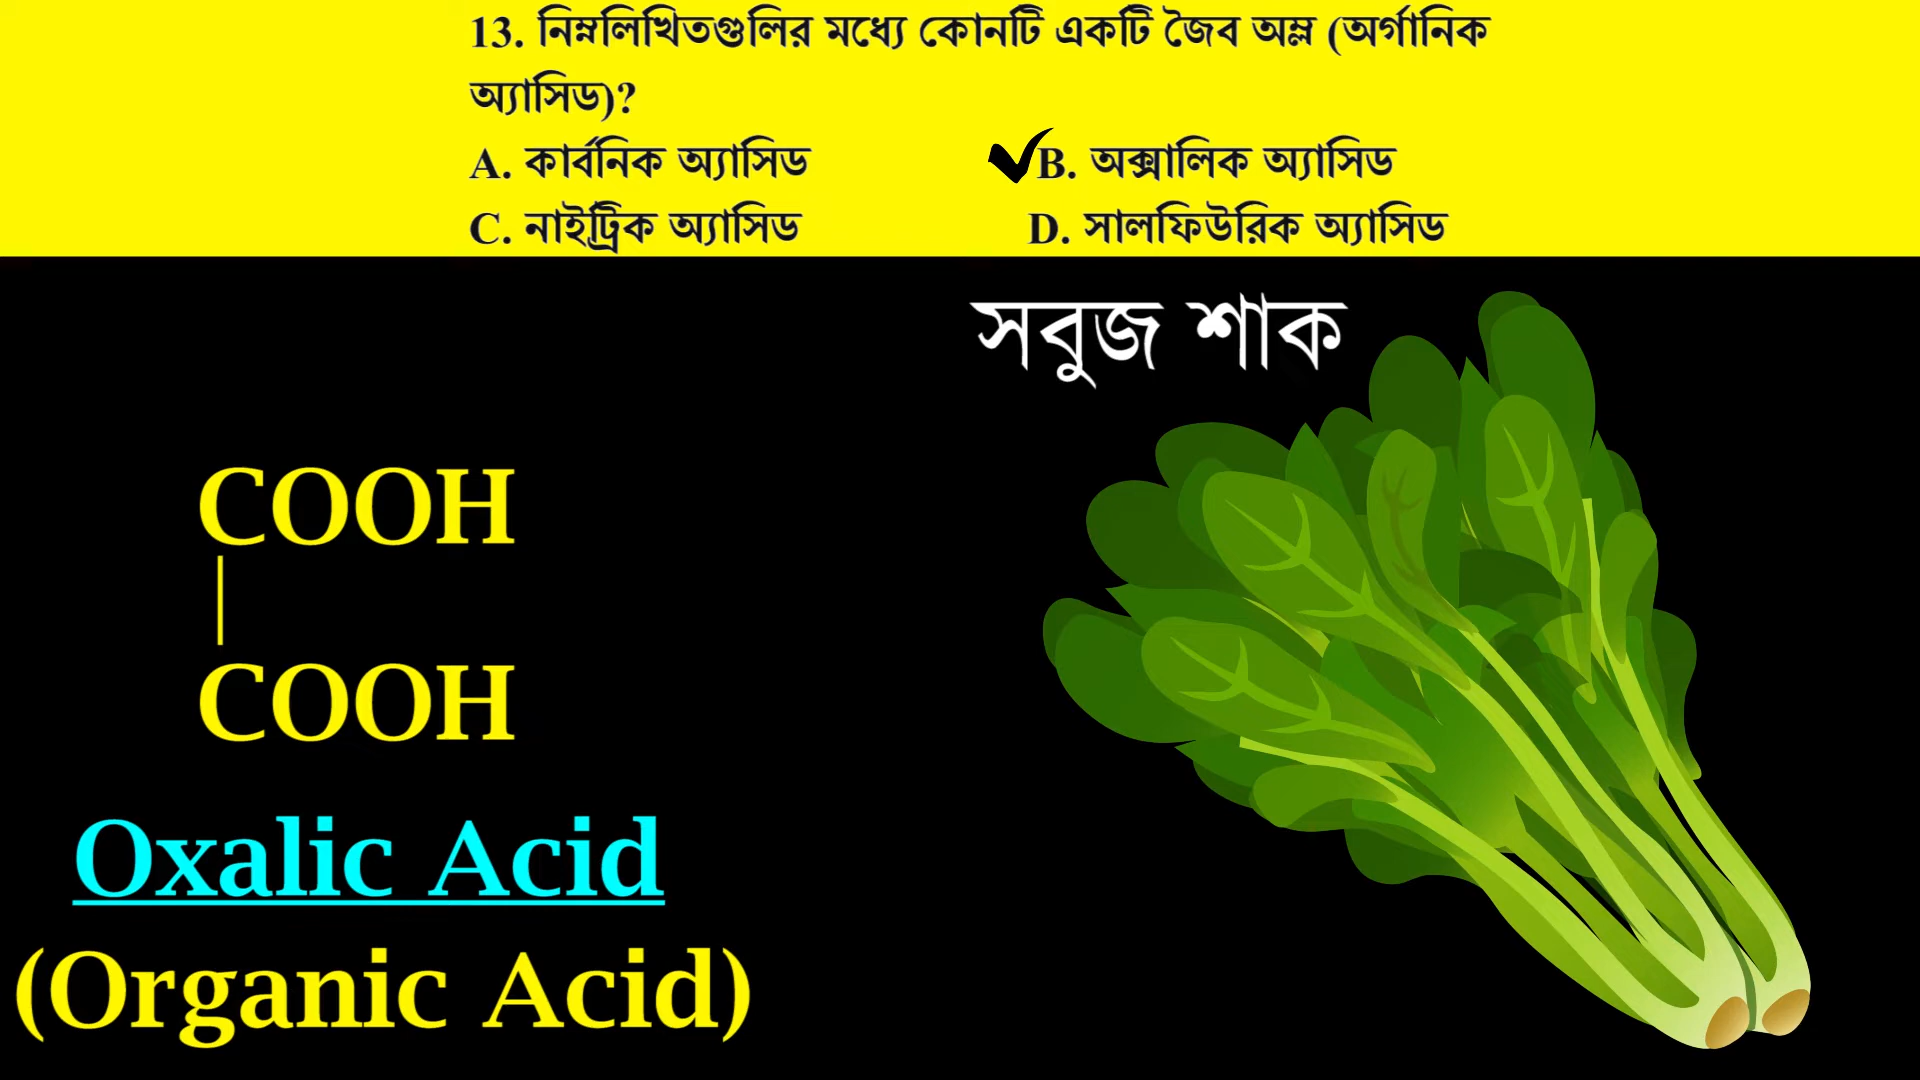 13. নিম্নলিখিতগুলির মধ্যে কোনটি একটি জৈব অম্ল (অর্গানিক
অ্যাসিড)?
A. কার্বনিক অ্যাসিড B. অক্সালিক অ্যাসিড
C. নাইট্রিক অ্যাসিড D. সালফিউরিক অ্যাসিড
সবুজ শাক
COOH
|
COOH
Oxalic Acid
(Organic Acid)